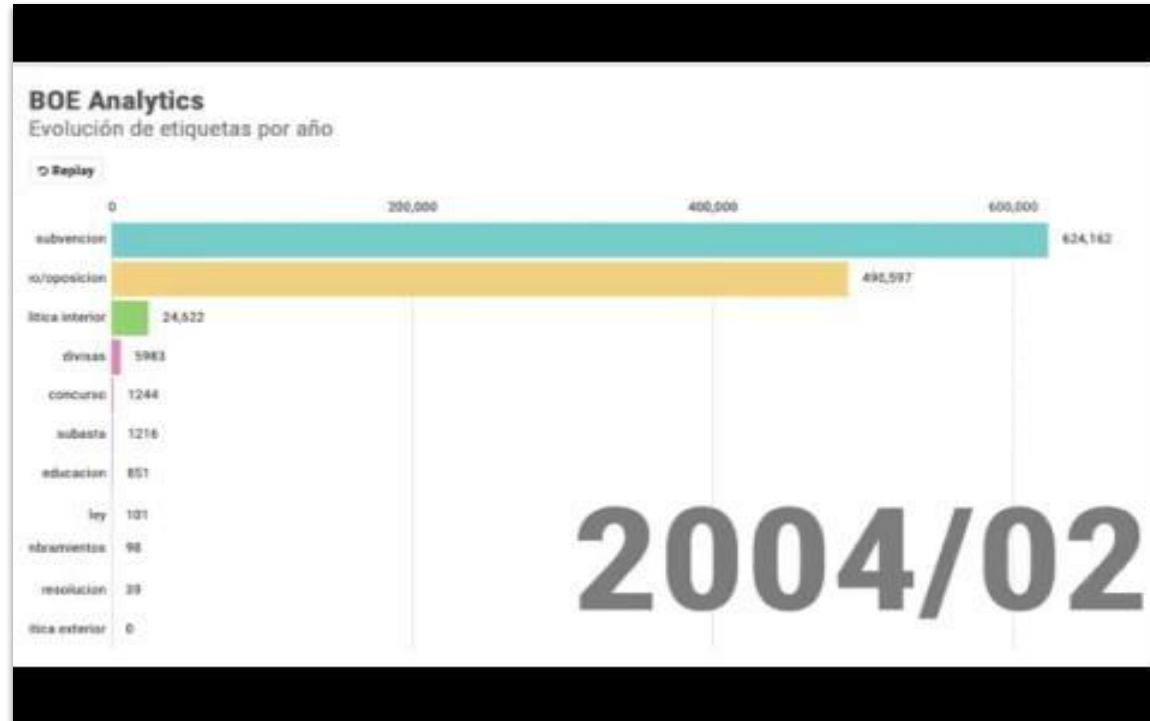 BOE Analytics
Evolución de etiquetas por año
Replay
0 200,000 400,000 600,000
subvencion 624,162
ro/oposicion 490,597
litica interior
divisas 5983
concurso 1244
subasta 1216
educacion 851
ley 101
nbramientos 98
resolucion 39
itica exterior 0
2004/02